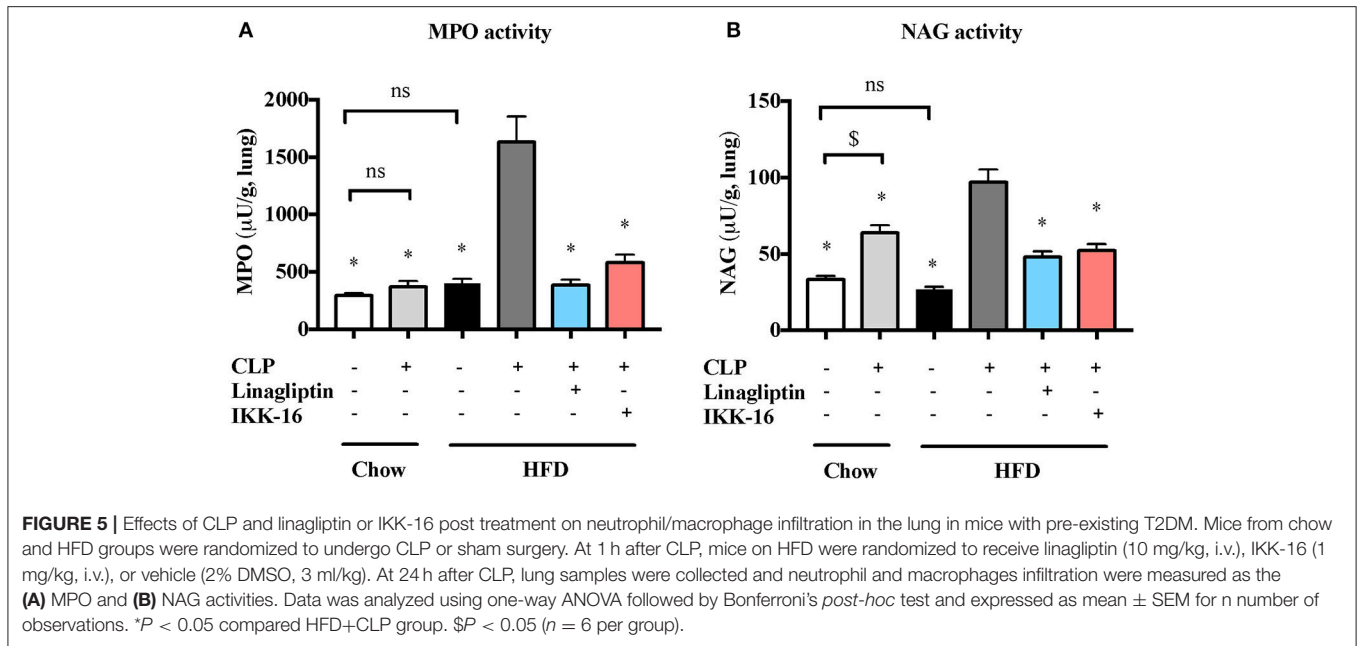 A
MPO activity
MPO (µU/g, lung)
2000
1500
1000
500
0
ns
ns
*
*
*
*
*
CLP - + - + + +
Linagliptin - - - - + -
IKK-16 - - - - - +
Chow HFD
B
NAG activity
NAG (µU/g, lung)
150
100
50
0
ns
$
*
*
*
*
*
CLP - + - + + +
Linagliptin - - - - + -
IKK-16 - - - - - +
Chow HFD
FIGURE 5 | Effects of CLP and linagliptin or IKK-16 post treatment on neutrophil/macrophage infiltration in the lung in mice with pre-existing T2DM. Mice from chow
and HFD groups were randomized to undergo CLP or sham surgery. At 1 h after CLP, mice on HFD were randomized to receive linagliptin (10 mg/kg, i.v.), IKK-16 (1
mg/kg, i.v.), or vehicle (2% DMSO, 3 ml/kg). At 24 h after CLP, lung samples were collected and neutrophil and macrophages infiltration were measured as the
(A) MPO and (B) NAG activities. Data was analyzed using one-way ANOVA followed by Bonferroni's post-hoc test and expressed as mean ± SEM for n number of
observations. *P < 0.05 compared HFD+CLP group. $P < 0.05 (n = 6 per group).